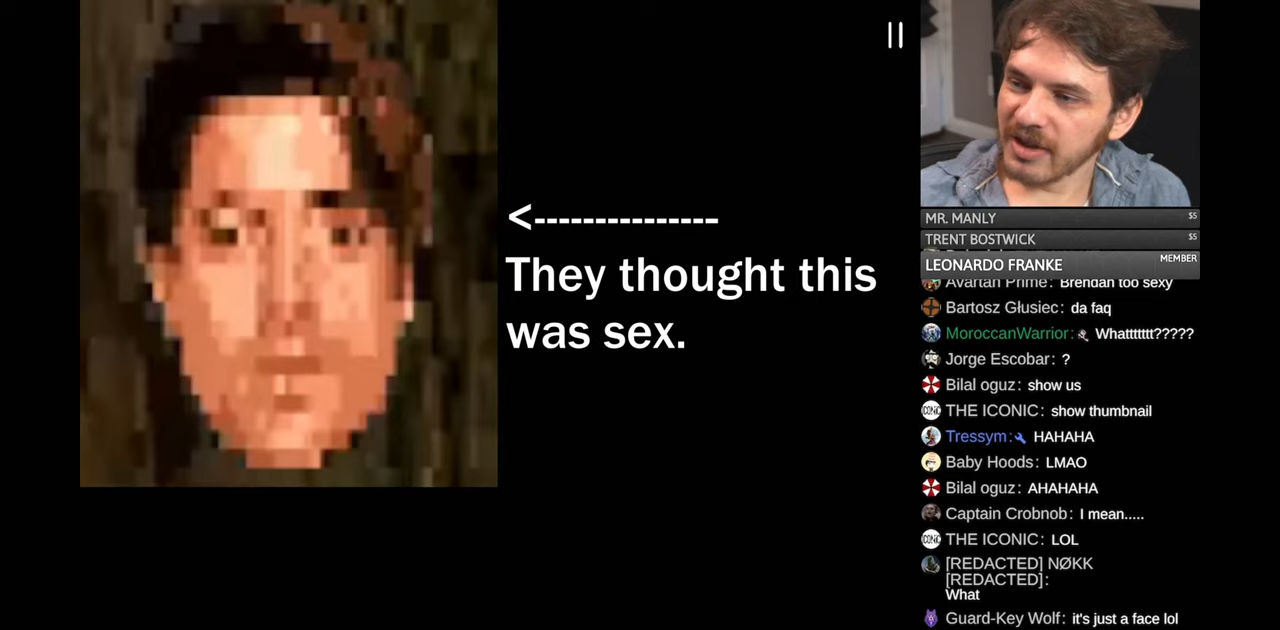 <---------------
They thought this
was sex.
MR. MANLY $5
TRENT BOSTWICK $5
LEONARDO FRANKE MEMBER
Avartan Prime: Brendan too sexy
Bartosz Głusiec: da faq
MoroccanWarrior: Whattttttt?????
Jorge Escobar: ?
Bilal oguz: show us
THE ICONIC: show thumbnail
Tressym: HAHAHA
Baby Hoods: LMAO
Bilal oguz: AHAHAHA
Captain Crobnob: I mean.....
THE ICONIC: LOL
[REDACTED] NØKK
[REDACTED]:
What
Guard-Key Wolf: it's just a face lol